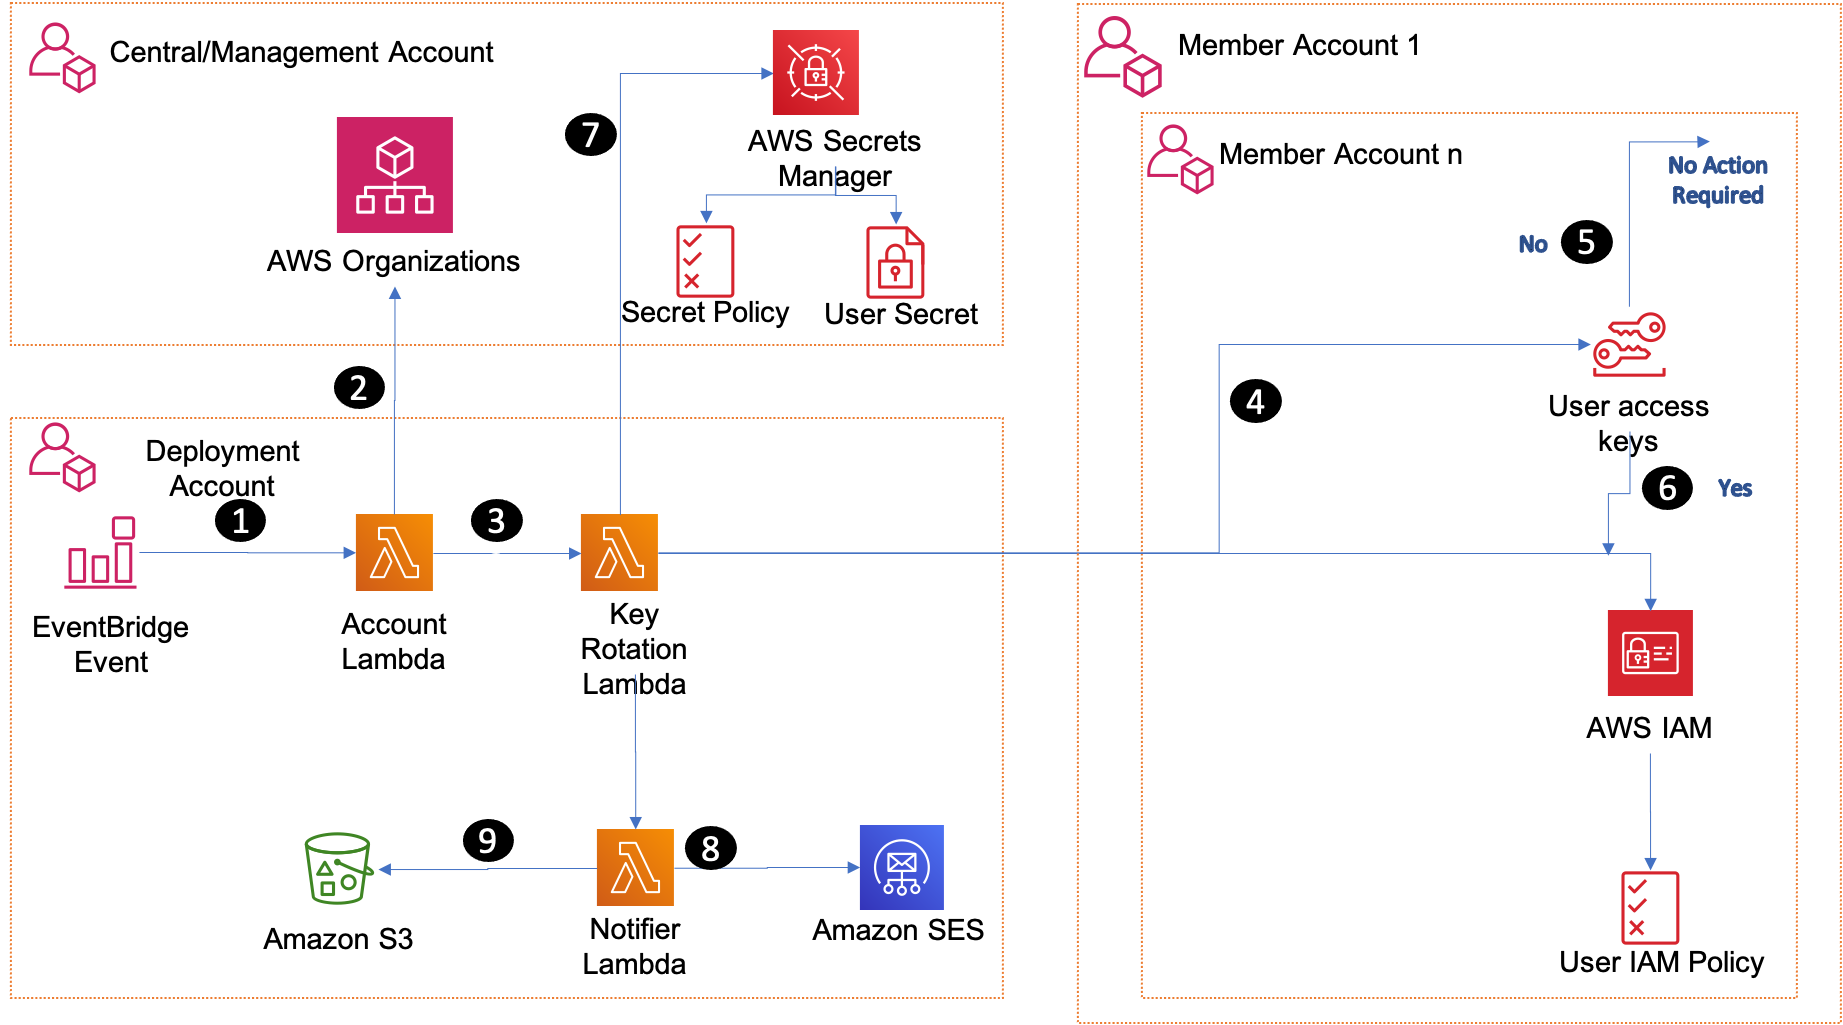 Central/Management Account
AWS Organizations
7
AWS Secrets
Manager
Secret Policy
User Secret
2
Deployment
Account
1
3
EventBridge
Event
Account
Lambda
Key
Rotation
Lambda
9
8
Amazon S3
Notifier
Lambda
Amazon SES
Member Account 1
Member Account n
No Action
Required
No
5
4
User access
keys
6
Yes
AWS IAM
User IAM Policy